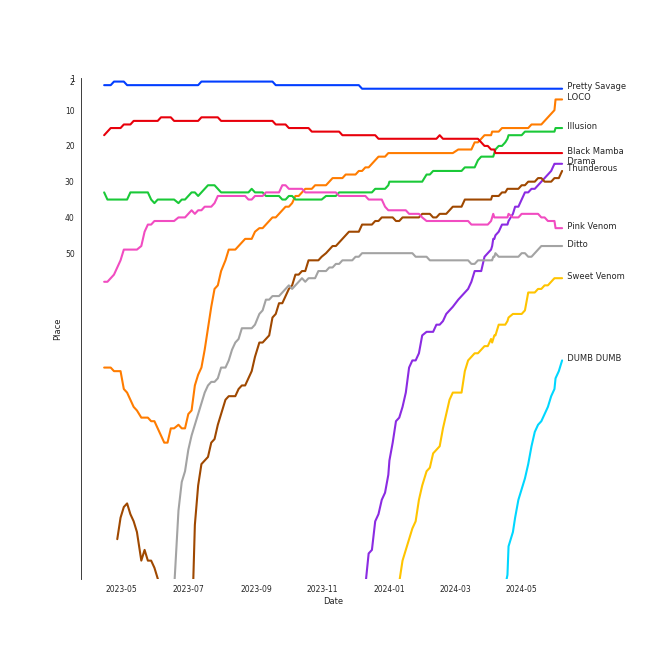 1
2
10
20
30
40
50
Place
Pretty Savage
LOCO
Illusion
Black Mamba
Drama
Thunderous
Pink Venom
Ditto
Sweet Venom
DUMB DUMB
2023-05 2023-07 2023-09 2023-11 2024-01 2024-03 2024-05
Date